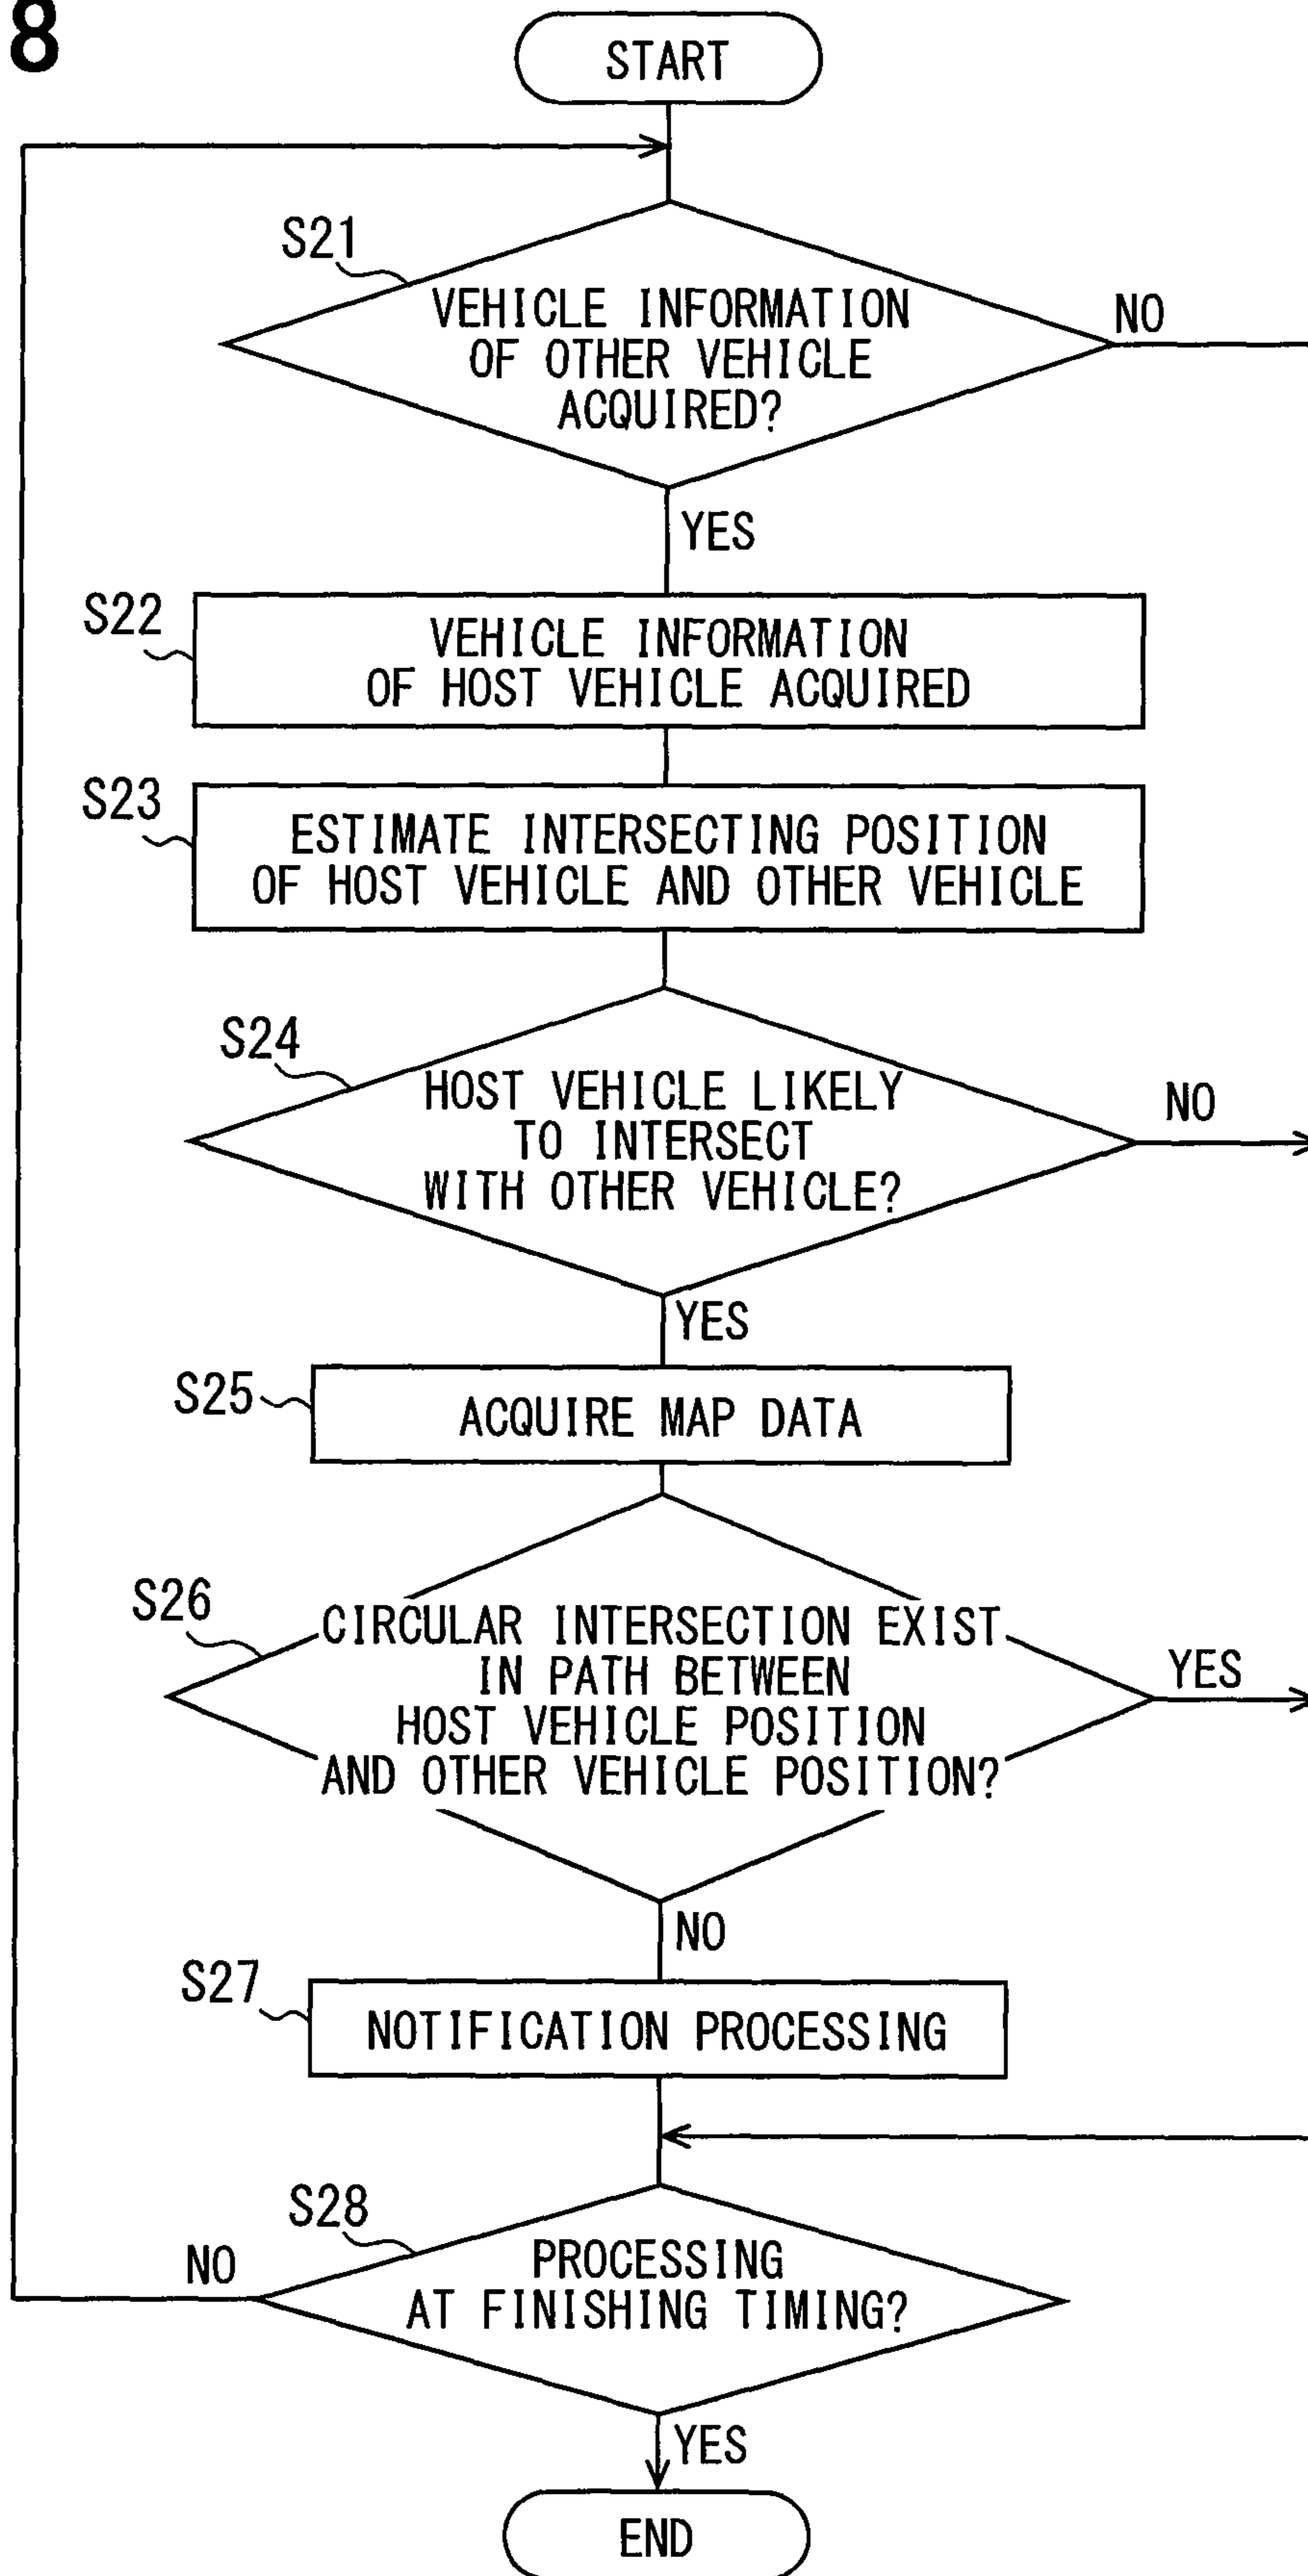 8
START
S21
VEHICLE INFORMATION
OF OTHER VEHICLE
ACQUIRED?
NO
YES
S22
VEHICLE INFORMATION
OF HOST VEHICLE ACQUIRED
S23
ESTIMATE INTERSECTING POSITION
OF HOST VEHICLE AND OTHER VEHICLE
S24
HOST VEHICLE LIKELY
TO INTERSECT
WITH OTHER VEHICLE?
NO
YES
S25
ACQUIRE MAP DATA
S26
CIRCULAR INTERSECTION EXIST
IN PATH BETWEEN
HOST VEHICLE POSITION
AND OTHER VEHICLE POSITION?
YES
NO
S27
NOTIFICATION PROCESSING
S28
PROCESSING
AT FINISHING TIMING?
NO
YES
END